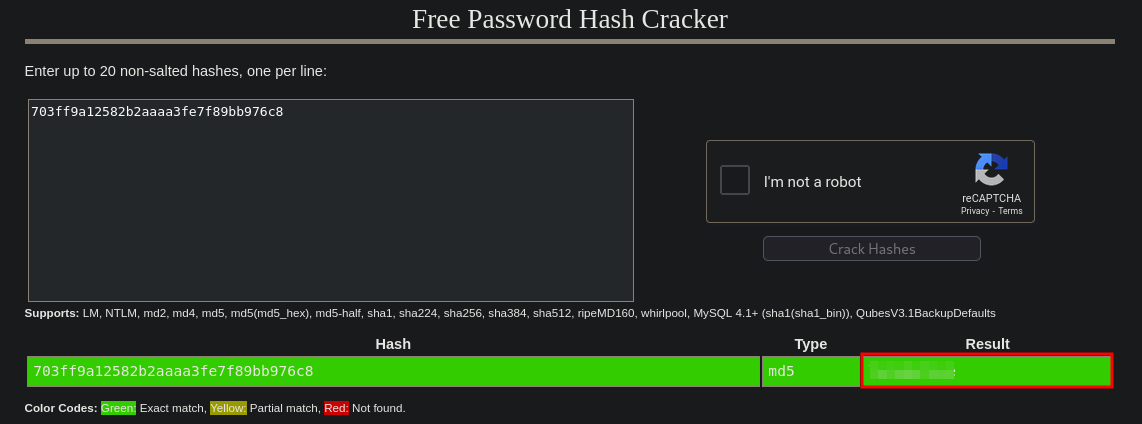 Free Password Hash Cracker
Enter up to 20 non-salted hashes, one per line:
703ff9a12582b2aaaa3fe7f89bb976c8
I'm not a robot
reCAPTCHA
Privacy - Terms
Crack Hashes
Supports: LM, NTLM, md2, md4, md5, md5(md5_hex), md5-half, sha1, sha224, sha256, sha384, sha512, ripeMD160, whirlpool, MySQL 4.1+ (sha1(sha1_bin)), QubesV3.1BackupDefaults
Hash Type Result
703ff9a12582b2aaaa3fe7f89bb976c8 md5
Color Codes: Green: Exact match, Yellow: Partial match, Red: Not found.